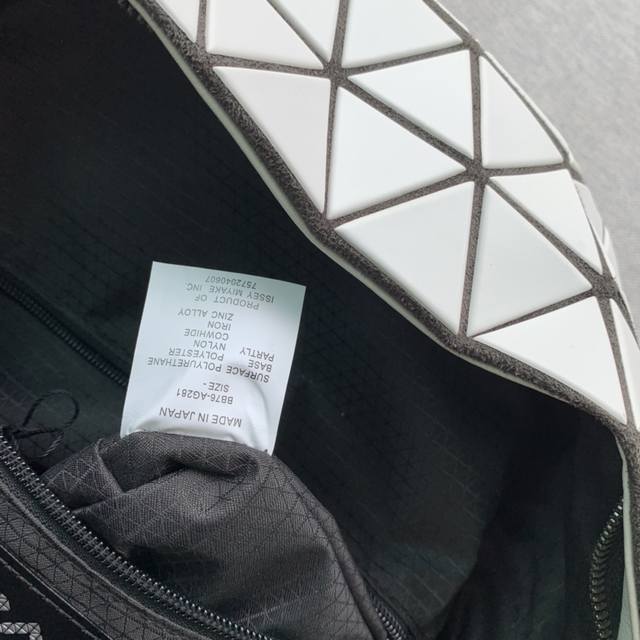 MADE IN JAPAN
BB76-AG281
SIZE-
SURFACE POLYURETHANE
BASE POLYESTER
PARTLY NYLON
COWHIDE
IRON
ZINC ALLOY
PRODUCT OF
ISSEY MIYAKE INC
7572040607